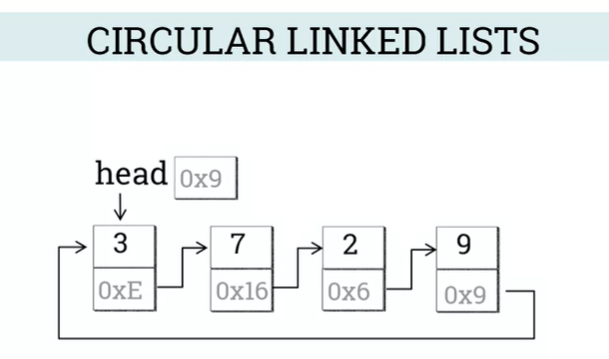 CIRCULAR LINKED LISTS
head 0x9
3 7 2 9
0xE 0x16 0x6 0x9